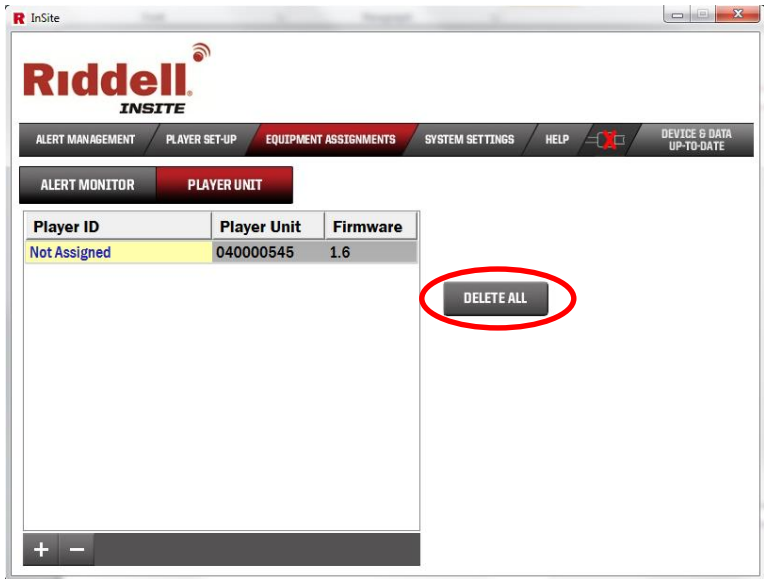 R InSite
Riddell.
INSITE
ALERT MANAGEMENT PLAYER SET-UP EQUIPMENT ASSIGNMENTS SYSTEM SETTINGS HELP DEVICE & DATA
UP-TO-DATE
ALERT MONITOR PLAYER UNIT
Player ID Player Unit Firmware
Not Assigned 040000545 1.6
DELETE ALL
+ −